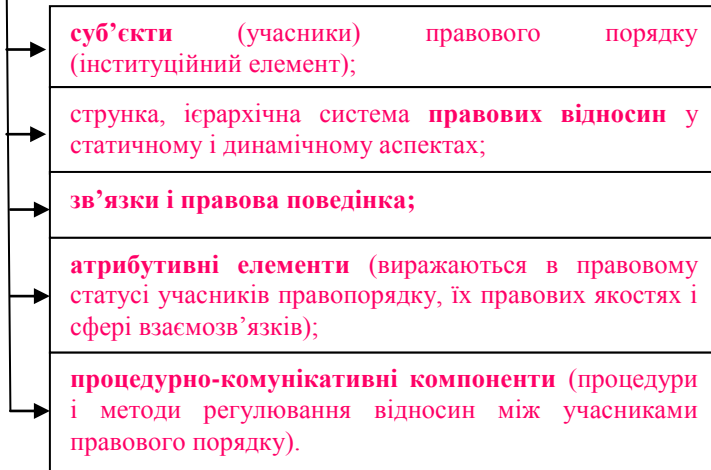 суб’єкти (учасники) правового порядку
(інституційний елемент);
струнка, ієрархічна система правових відносин у
статичному і динамічному аспектах;
зв’язки і правова поведінка;
атрибутивні елементи (виражаються в правовому
статусі учасників правопорядку, їх правових якостях і
сфері взаємозв’язків);
процедурно-комунікативні компоненти (процедури
і методи регулювання відносин між учасниками
правового порядку).